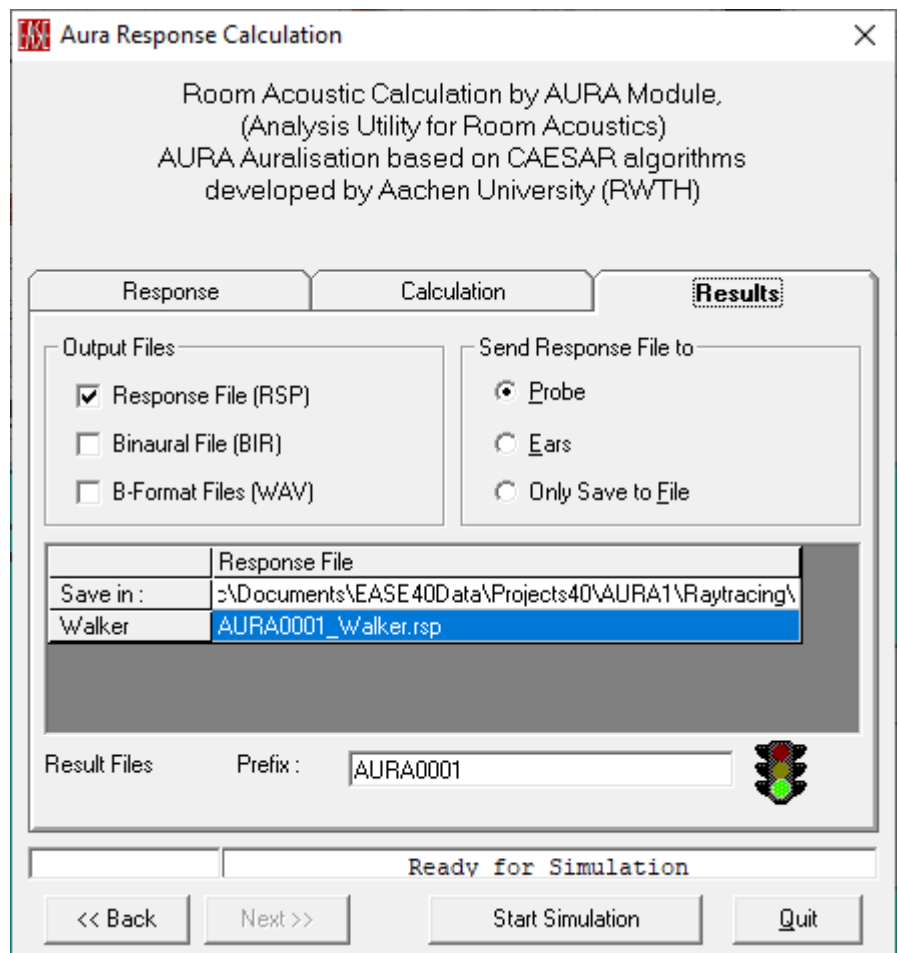 EASE Aura Response Calculation
Room Acoustic Calculation by AURA Module,
(Analysis Utility for Room Acoustics)
AURA Auralisation based on CAESAR algorithms
developed by Aachen University (RWTH)
Response Calculation Results
Output Files
Response File (RSP)
Binaural File (BIR)
B-Format Files (WAV)
Send Response File to
Probe
Ears
Only Save to File
Response File
Save in : :\Documents\EASE40Data\Projects40\AURA1\Raytracing\
Walker AURA0001_Walker.rsp
Result Files Prefix : AURA0001
Ready for Simulation
<< Back Next >> Start Simulation Quit